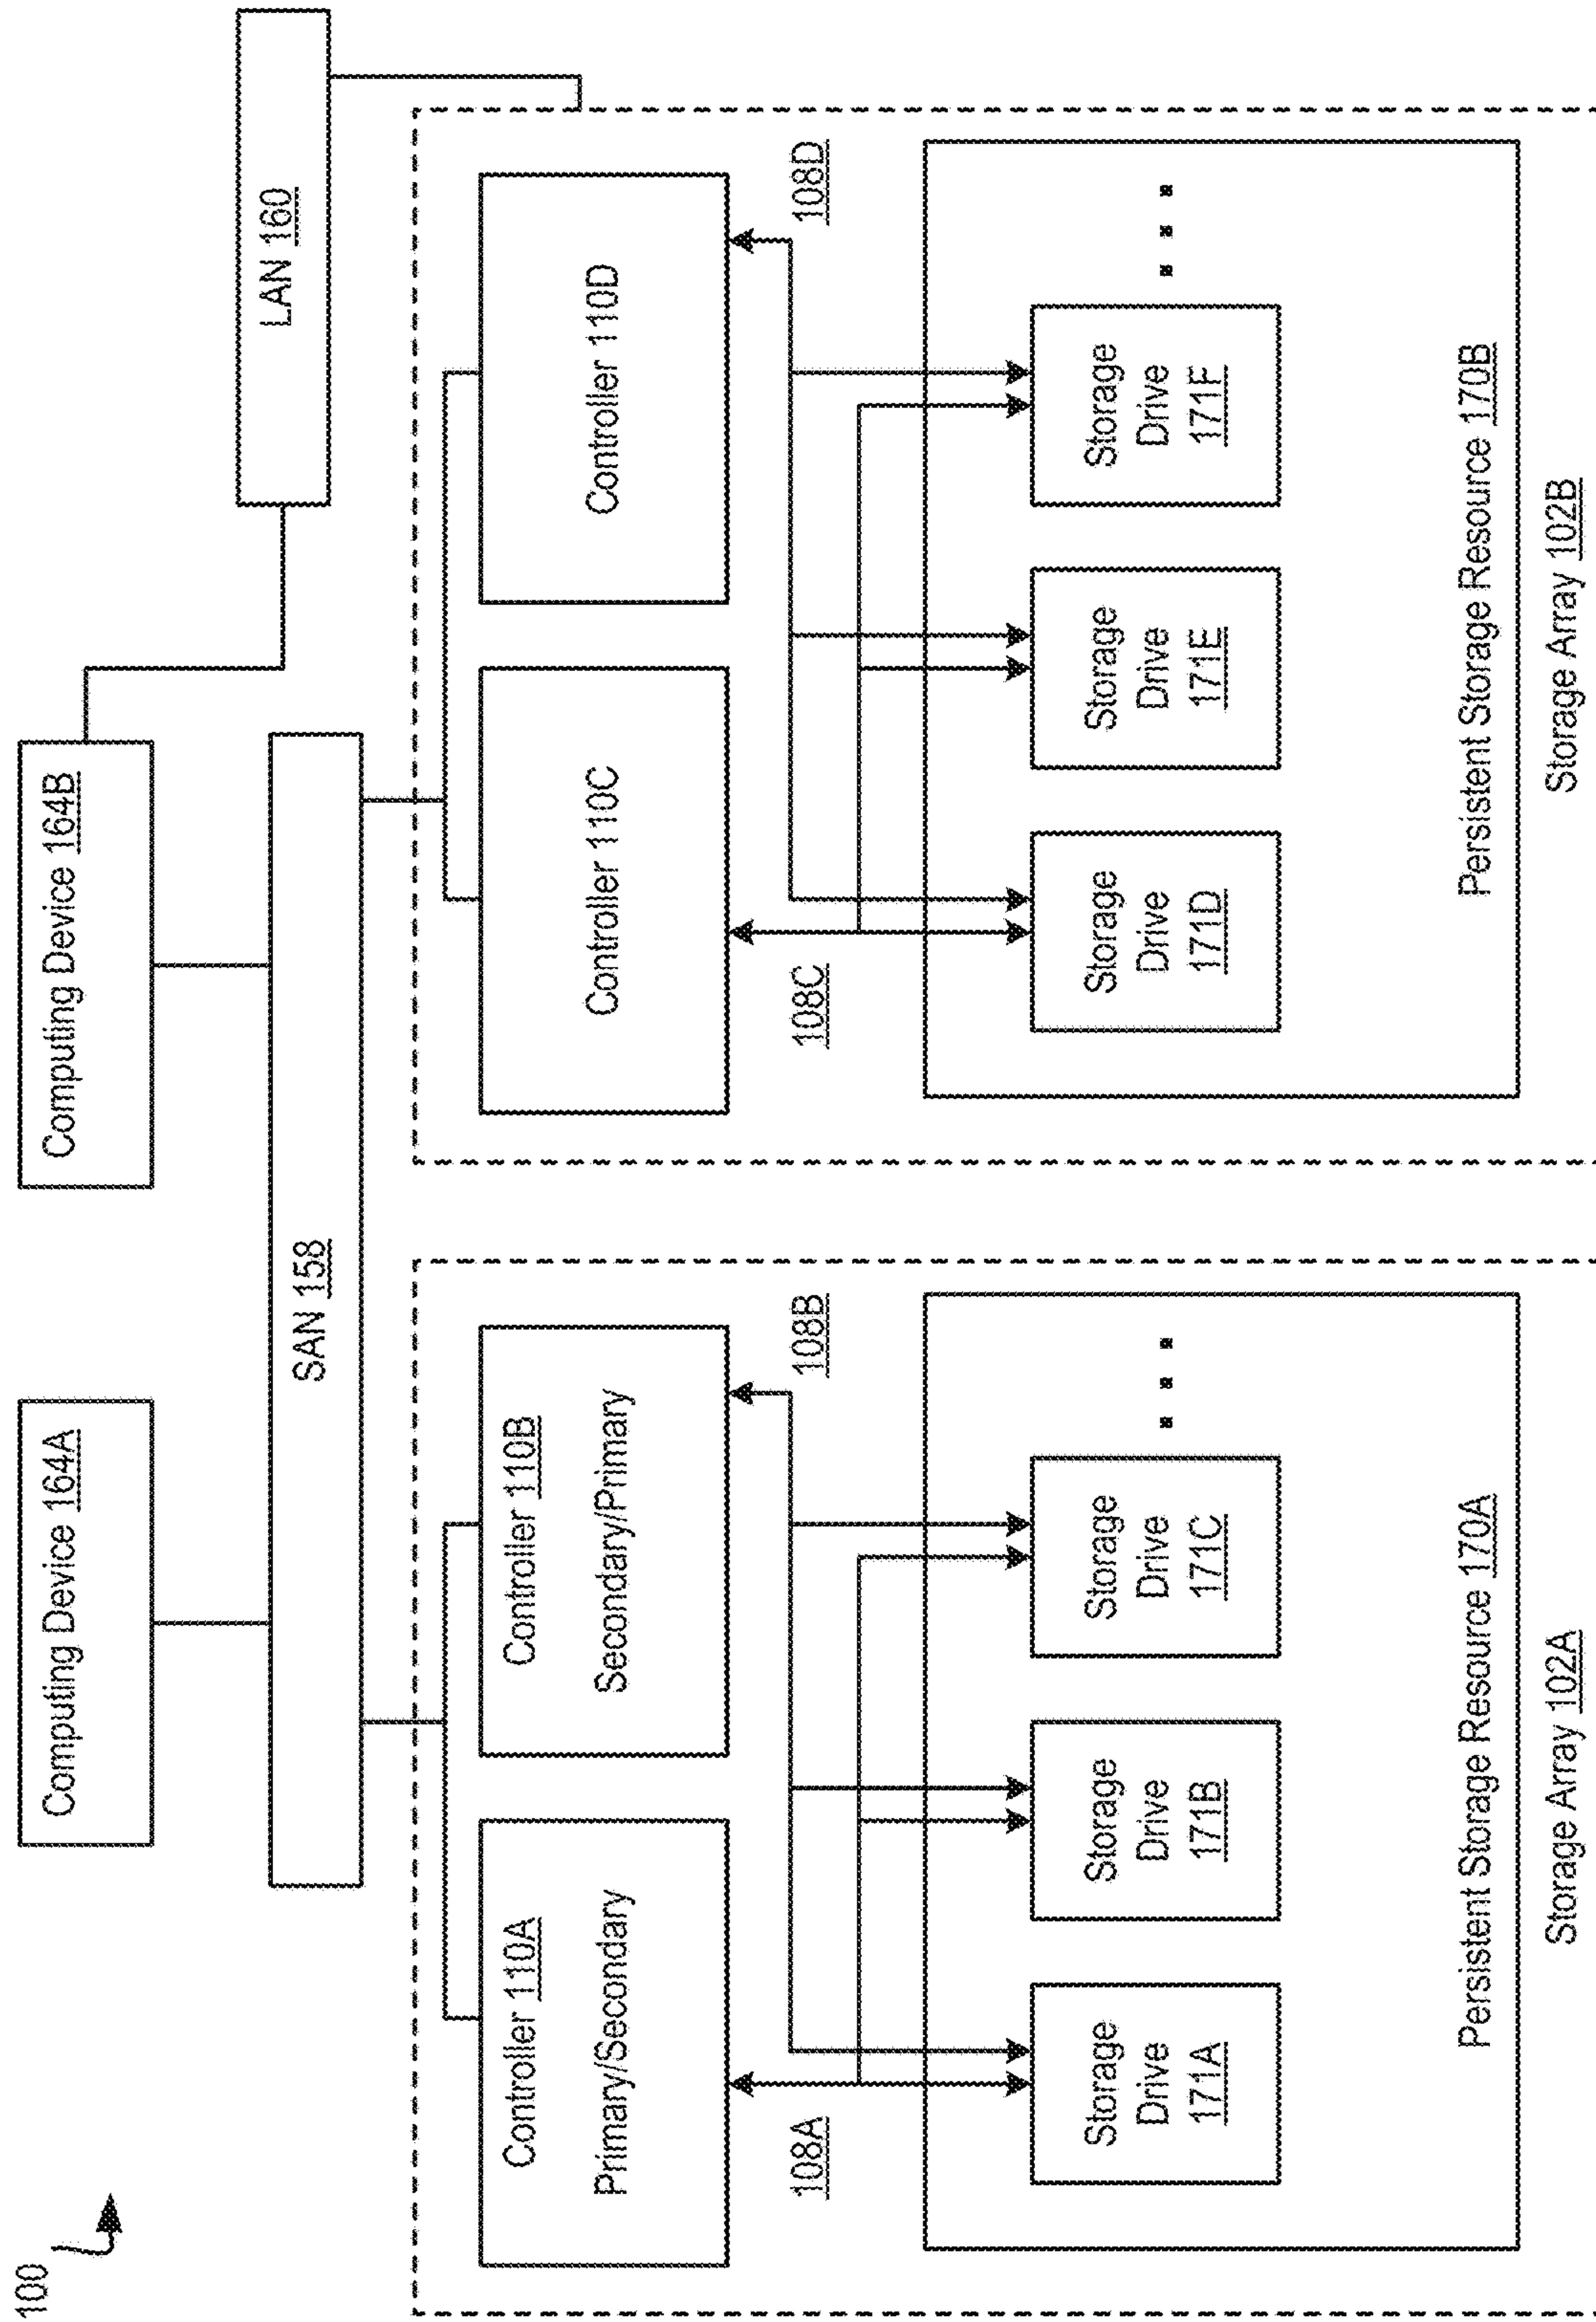 100
Computing Device 164A
Computing Device 164B
SAN 158
LAN 160
Controller 110A
Primary/Secondary
Controller 110B
Secondary/Primary
Controller 110C
Controller 110D
108A
108B
108C
108D
Storage
Drive
171A
Storage
Drive
171B
Storage
Drive
171C
Storage
Drive
171D
Storage
Drive
171E
Storage
Drive
171F
Persistent Storage Resource 170A
Persistent Storage Resource 170B
Storage Array 102A
Storage Array 102B